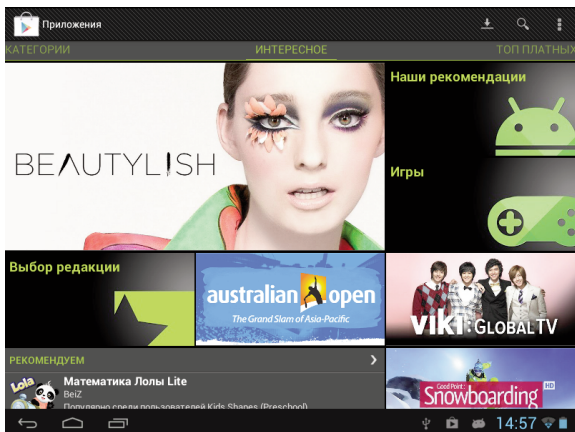 Приложения
КАТЕГОРИИ
ИНТЕРЕСНОЕ
ТОП ПЛАТНЫХ
BEAUTYLISH
Наши рекомендации
Игры
Выбор редакции
australian open
The Grand Slam of Asia-Pacific
viki: GLOBAL TV
РЕКОМЕНДУЕМ
Lola
Математика Лолы Lite
BeiZ
Популярно среди пользователей Kids Shapes (Preschool)
Good Point:
Snowboarding HD
14:57